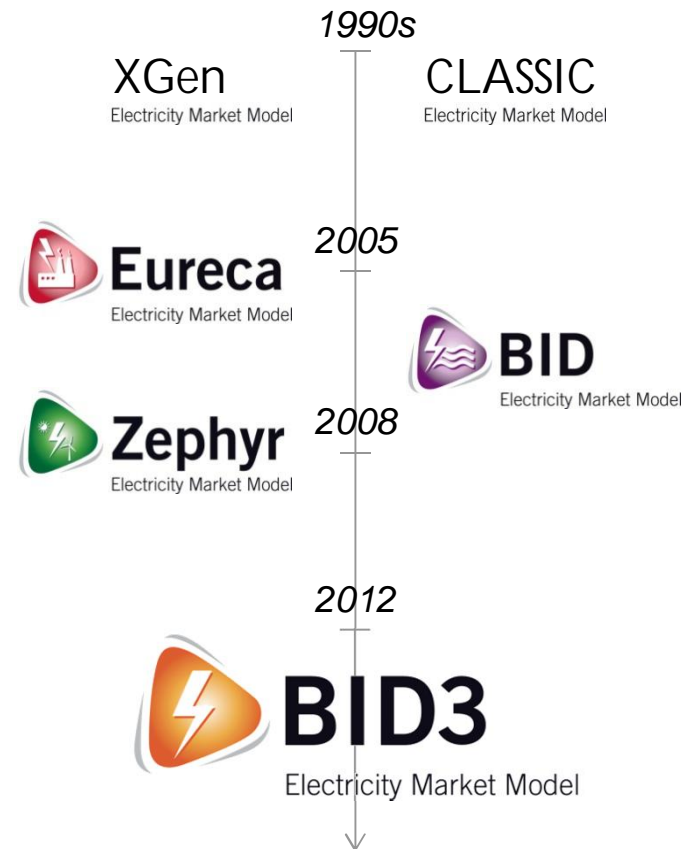 1990s
XGen
Electricity Market Model
CLASSIC
Electricity Market Model
2005
Eureca
Electricity Market Model
BID
Electricity Market Model
2008
Zephyr
Electricity Market Model
2012
BID3
Electricity Market Model